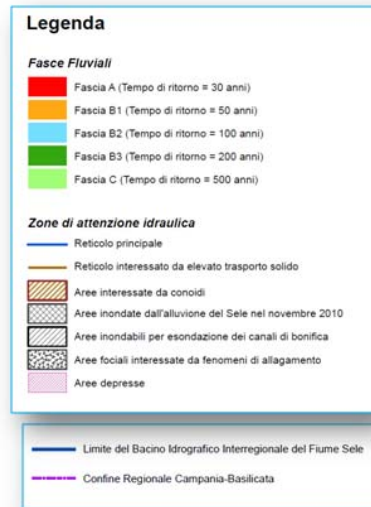 Legenda
Fasce Fluviali
Fascia A (Tempo di ritorno = 30 anni)
Fascia B1 (Tempo di ritorno = 50 anni)
Fascia B2 (Tempo di ritorno = 100 anni)
Fascia B3 (Tempo di ritorno = 200 anni)
Fascia C (Tempo di ritorno = 500 anni)
Zone di attenzione idraulica
Reticolo principale
Reticolo interessato da elevato trasporto solido
Aree interessate da conoidi
Aree inondate dall'alluvione del Sele nel novembre 2010
Aree inondabili per esondazione dei canali di bonifica
Aree fociali interessate da fenomeni di allagamento
Aree depresse
Limite del Bacino Idrografico Interregionale del Fiume Sele
Confine Regionale Campania-Basilicata